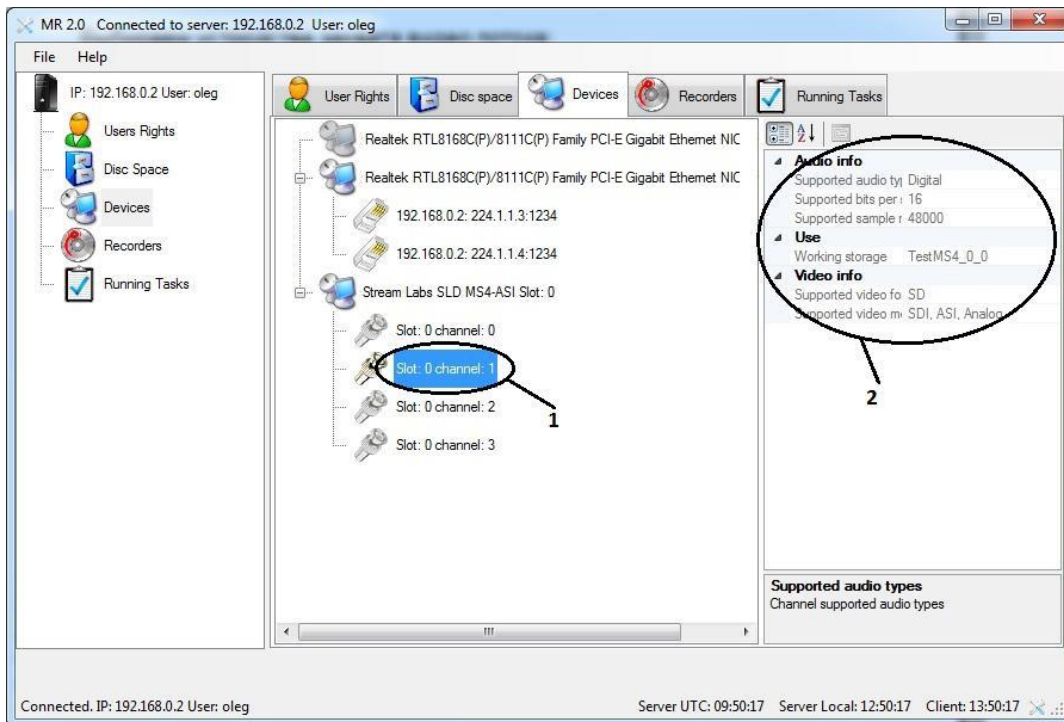 MR 2.0 Connected to server: 192.168.0.2 User: oleg
File Help
IP: 192.168.0.2 User: oleg
Users Rights
Disc Space
Devices
Recorders
Running Tasks
User Rights
Disc space
Devices
Recorders
Running Tasks
Realtek RTL8168C(P)/8111C(P) Family PCI-E Gigabit Ethernet NIC
Realtek RTL8168C(P)/8111C(P) Family PCI-E Gigabit Ethernet NIC
192.168.0.2: 224.1.1.3:1234
192.168.0.2: 224.1.1.4:1234
Stream Labs SLD MS4-ASI Slot: 0
Slot: 0 channel: 0
Slot: 0 channel: 1
Slot: 0 channel: 2
Slot: 0 channel: 3
1
Audio info
Supported audio ty Digital
Supported bits per 16
Supported sample r 48000
Use
Working storage TestMS4_0_0
Video info
Supported video fo SD
Supported video m SDI, ASI, Analog
2
Supported audio types
Channel supported audio types
Connected. IP: 192.168.0.2 User: oleg
Server UTC: 09:50:17 Server Local: 12:50:17 Client: 13:50:17